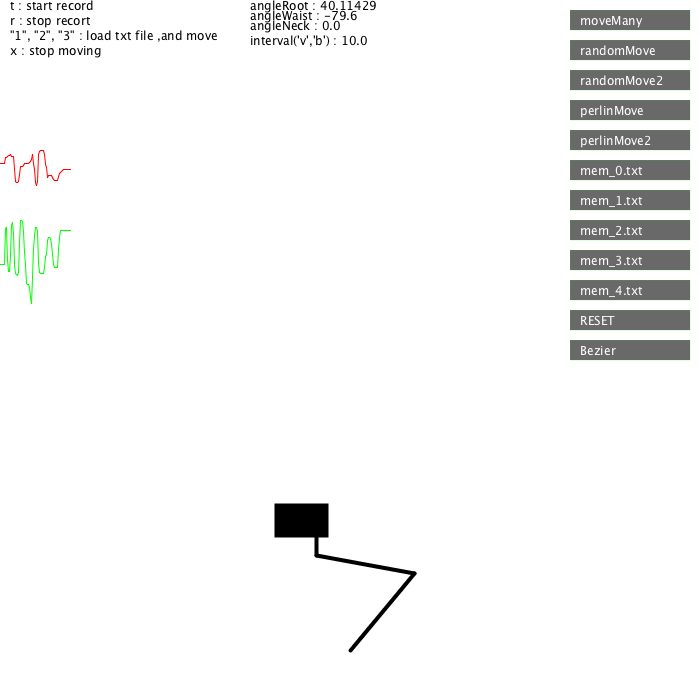 t : start record
r : stop recort
"1", "2", "3" : load txt file ,and move
x : stop moving
angleRoot : 40.11429
angleWaist : -79.6
angleNeck : 0.0
interval('v','b') : 10.0
moveMany
randomMove
randomMove2
perlinMove
perlinMove2
mem_0.txt
mem_1.txt
mem_2.txt
mem_3.txt
mem_4.txt
RESET
Bezier